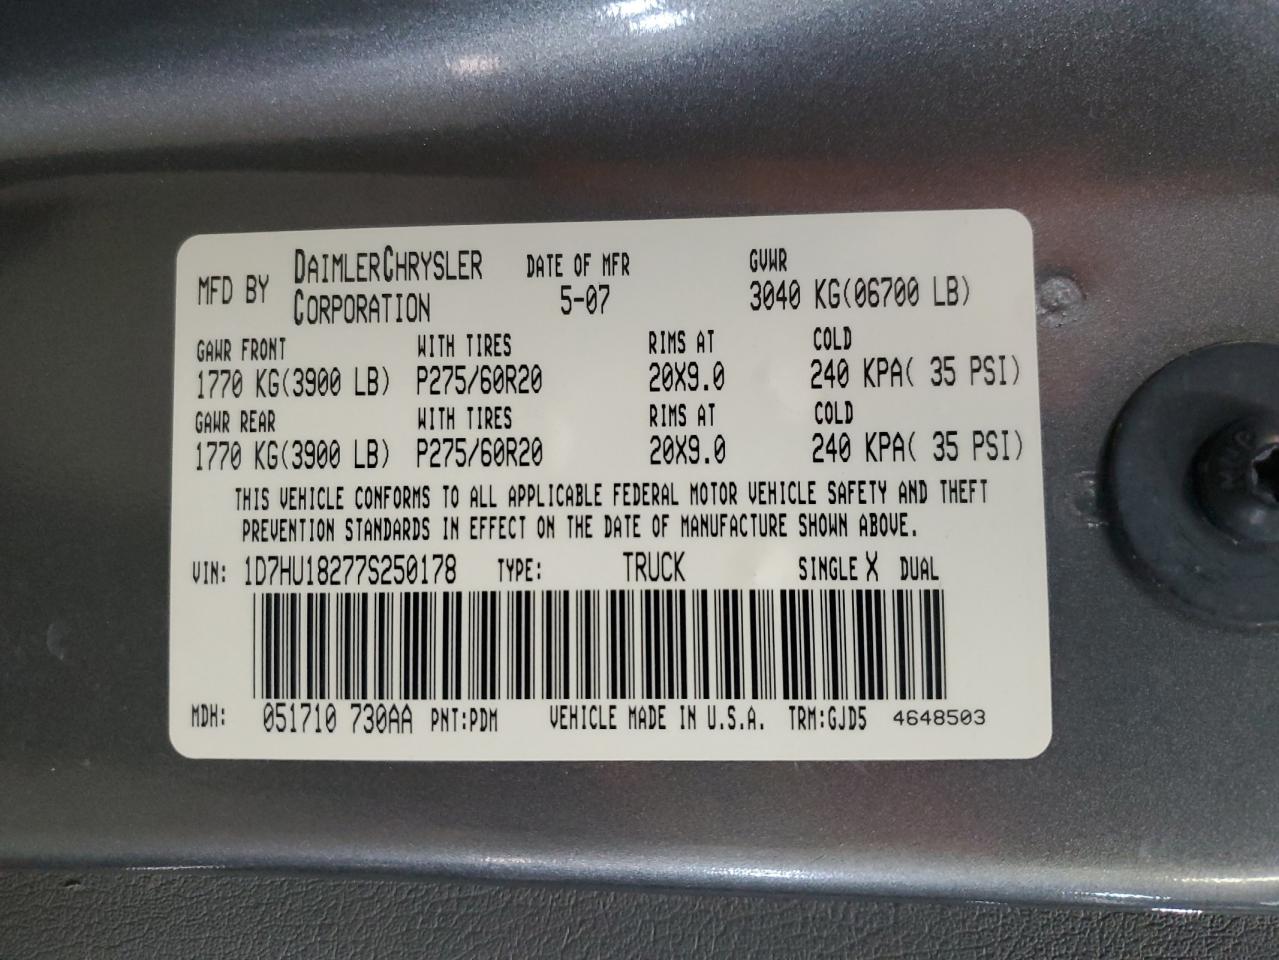 MFD BY DAIMLERCHRYSLER CORPORATION DATE OF MFR 5-07 GVWR 3040 KG(06700 LB)
GAWR FRONT WITH TIRES RIMS AT COLD
1770 KG(3900 LB) P275/60R20 20X9.0 240 KPA( 35 PSI)
GAWR REAR WITH TIRES RIMS AT COLD
1770 KG(3900 LB) P275/60R20 20X9.0 240 KPA( 35 PSI)
THIS VEHICLE CONFORMS TO ALL APPLICABLE FEDERAL MOTOR VEHICLE SAFETY AND THEFT
PREVENTION STANDARDS IN EFFECT ON THE DATE OF MANUFACTURE SHOWN ABOVE.
VIN: 1D7HU18277S250178 TYPE: TRUCK SINGLE X DUAL
MDH: 051710 730AA PNT:PDM VEHICLE MADE IN U.S.A. TRM:GJD5 4648503